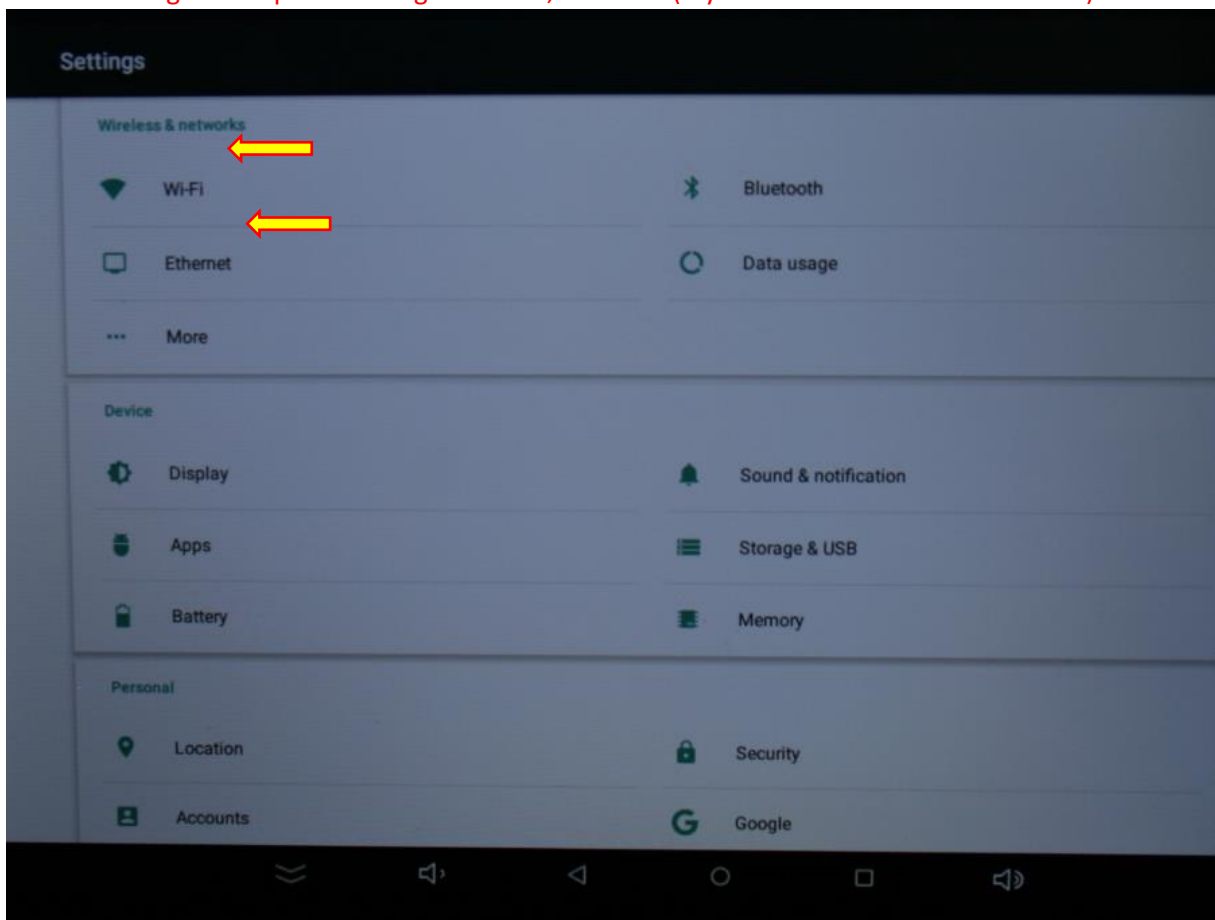 Settings
Wireless & networks
Wi-Fi
Bluetooth
Ethernet
Data usage
More
Device
Display
Sound & notification
Apps
Storage & USB
Battery
Memory
Personal
Location
Security
Accounts
Google